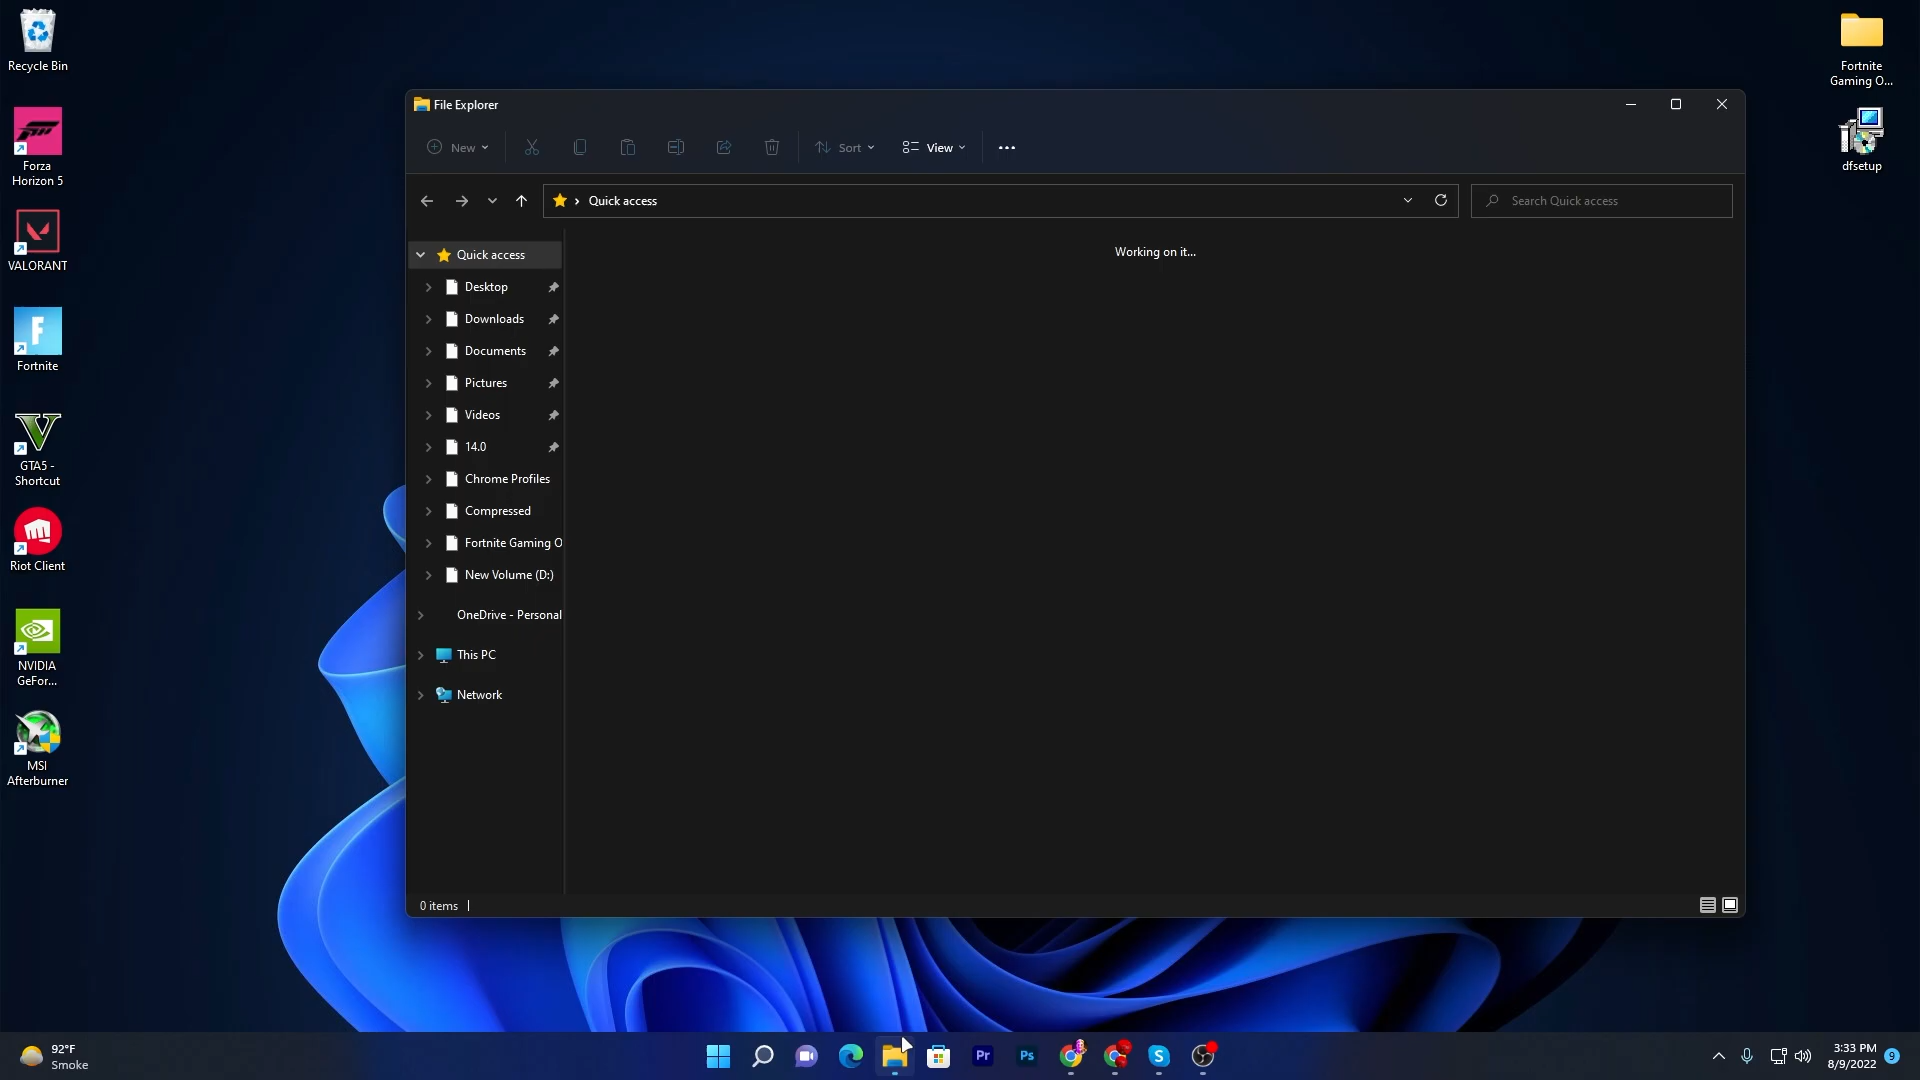 Recycle Bin
Forza
Horizon 5
VALORANT
Fortnite
GTA5 -
Shortcut
Riot Client
NVIDIA
GeFor...
MSI
Afterburner
Fortnite
Gaming O...
dfsetup
File Explorer
New
Sort
View
Quick access
Search Quick access
Quick access
Desktop
Downloads
Documents
Pictures
Videos
14.0
Chrome Profiles
Compressed
Fortnite Gaming O
New Volume (D:)
OneDrive - Personal
This PC
Network
Working on it...
0 items
92°F
Smoke
Pr
Ps
3:33 PM
8/9/2022
9